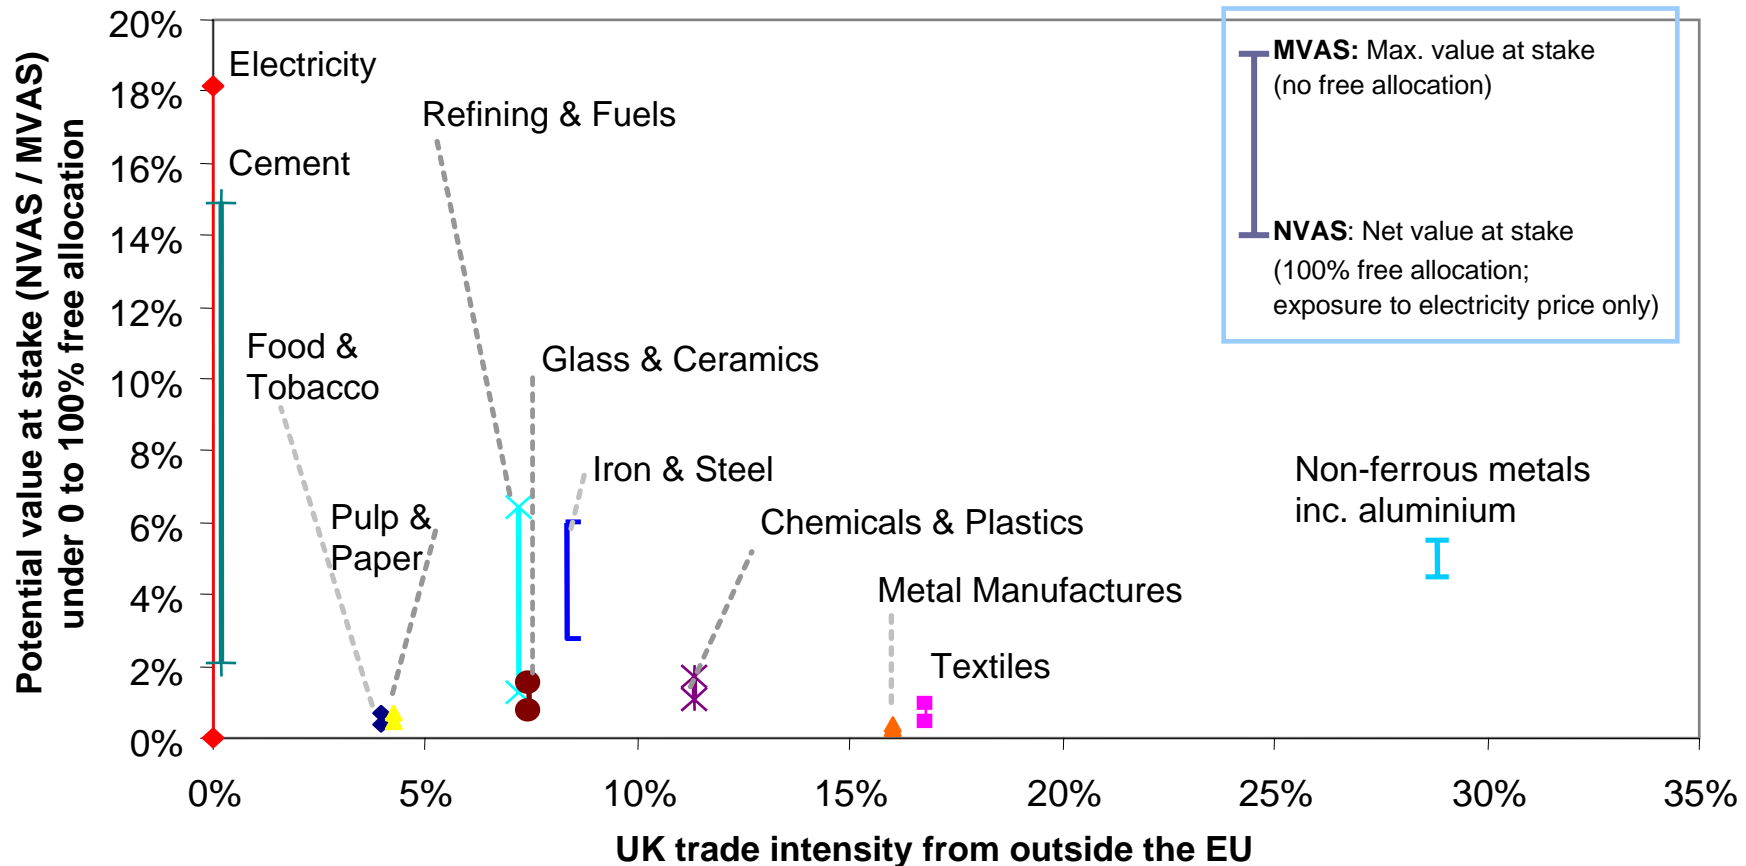 Potential value at stake (NVAS / MVAS)
under 0 to 100% free allocation
20%
18%
16%
14%
12%
10%
8%
6%
4%
2%
0%
Electricity
Cement
Refining & Fuels
Food &
Tobacco
Glass & Ceramics
Pulp &
Paper
Iron & Steel
Chemicals & Plastics
Metal Manufactures
Textiles
Non-ferrous metals
inc. aluminium
MVAS: Max. value at stake
(no free allocation)
NVAS: Net value at stake
(100% free allocation;
exposure to electricity price only)
0%
5%
10%
15%
20%
25%
30%
35%
UK trade intensity from outside the EU